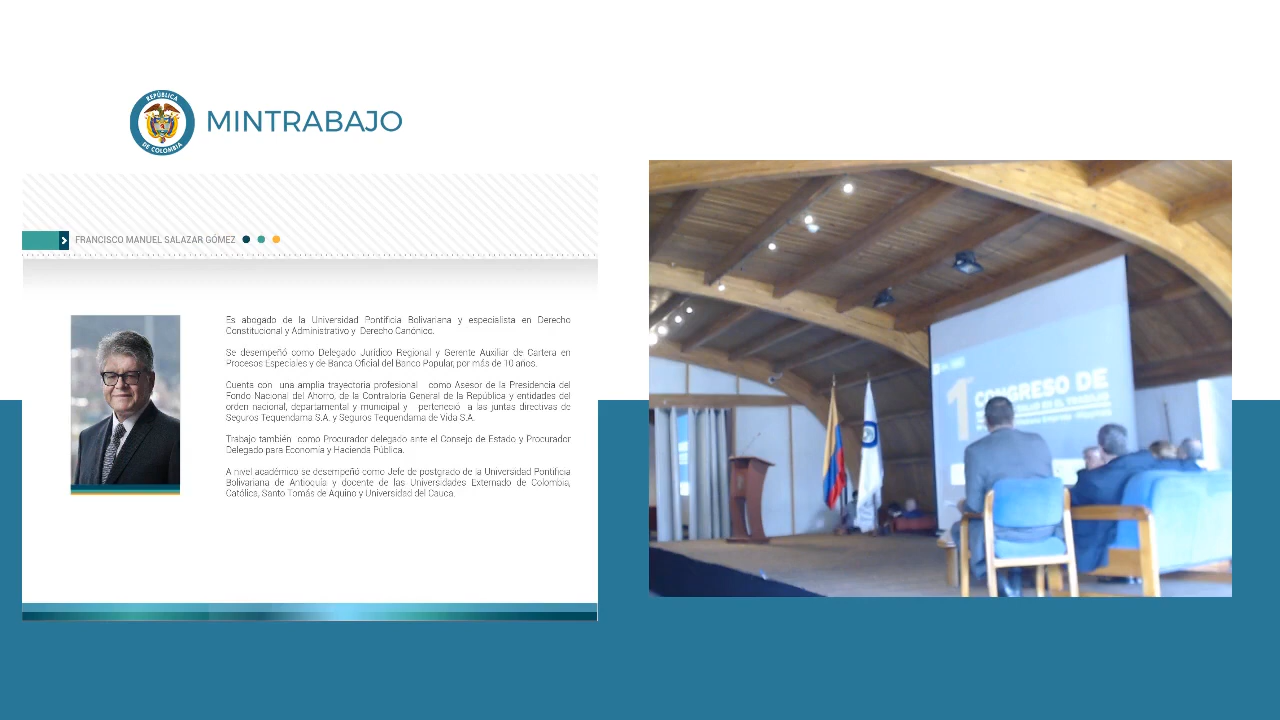 REPÚBLICA
DE COLOMBIA
MINTRABAJO
FRANCISCO MANUEL SALAZAR GÓMEZ
Es abogado de la Universidad Pontificia Bolivariana y especialista en Derecho
Constitucional y Administrativo y Derecho Canónico.
Se desempeñó como Delegado Jurídico Regional y Gerente Auxiliar de Cartera en
Procesos Especiales y de Banca Oficial del Banco Popular, por más de 10 anos.
Cuenta con una amplia trayectoria profesional como Asesor de la Presidencia del
Fondo Nacional del Ahorro, de la Contraloría General de la República y entidades del
orden nacional, departamental y municipal y perteneció a las juntas directivas de
Seguros Tequendama S.A. y Seguros Tequendama de Vida S.A.
Trabajo también como Procurador delegado ante el Consejo de Estado y Procurador
Delegado para Economía y Hacienda Pública.
A nivel académico se desempeñó como Jefe de postgrado de la Universidad Pontificia
Bolivariana de Antioquia y docente de las Universidades Externado de Colombia,
Católica, Santo Tomás de Aquino y Universidad del Cauca.
1 CONGRESO DE
SALUD EN EL TRABAJO